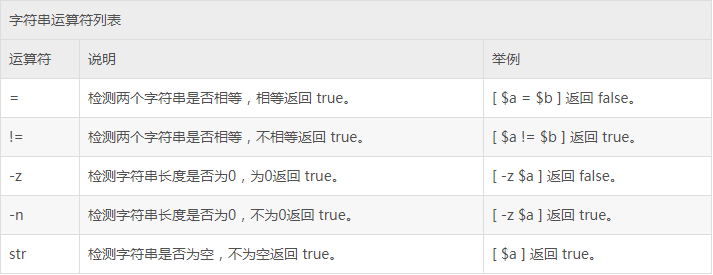 字符串运算符列表
运算符 说明 举例
= 检测两个字符串是否相等，相等返回 true。 [ $a = $b ] 返回 false。
!= 检测两个字符串是否相等，不相等返回 true。 [ $a != $b ] 返回 true。
-z 检测字符串长度是否为0，为0返回 true。 [ -z $a ] 返回 false。
-n 检测字符串长度是否为0，不为0返回 true。 [ -z $a ] 返回 true。
str 检测字符串是否为空，不为空返回 true。 [ $a ] 返回 true。